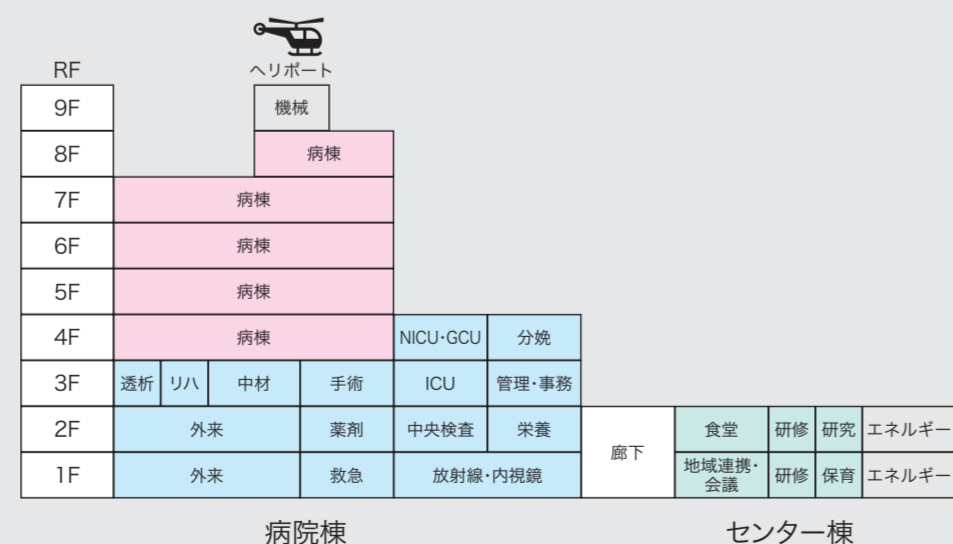 RF
ヘリポート
9F
機械
8F
病棟
7F
病棟
6F
病棟
5F
病棟
4F
病棟
NICU・GCU
分娩
3F
透析
リハ
中材
手術
ICU
管理・事務
2F
外来
薬剤
中央検査
栄養
廊下
食堂
研修
研究
エネルギー
1F
外来
救急
放射線・内視鏡
地域連携・
会議
研修
保育
エネルギー
病院棟
センター棟